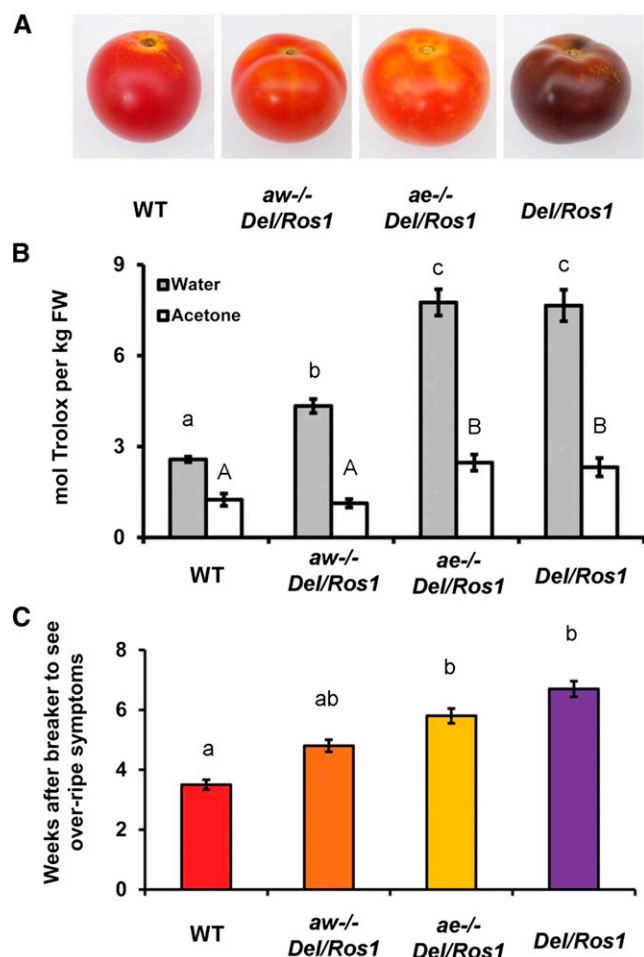 A
WT
aw-/-
Del/Ros1
ae-/-
Del/Ros1
Del/Ros1
B
mol Trolox per kg FW
9
6
3
0
Water
Acetone
a
A
b
A
c
B
c
B
WT
aw-/-
Del/Ros1
ae-/-
Del/Ros1
Del/Ros1
C
Weeks after breaker to see
over-ripe symptoms
8
6
4
2
0
a
ab
b
b
WT
aw-/-
Del/Ros1
ae-/-
Del/Ros1
Del/Ros1